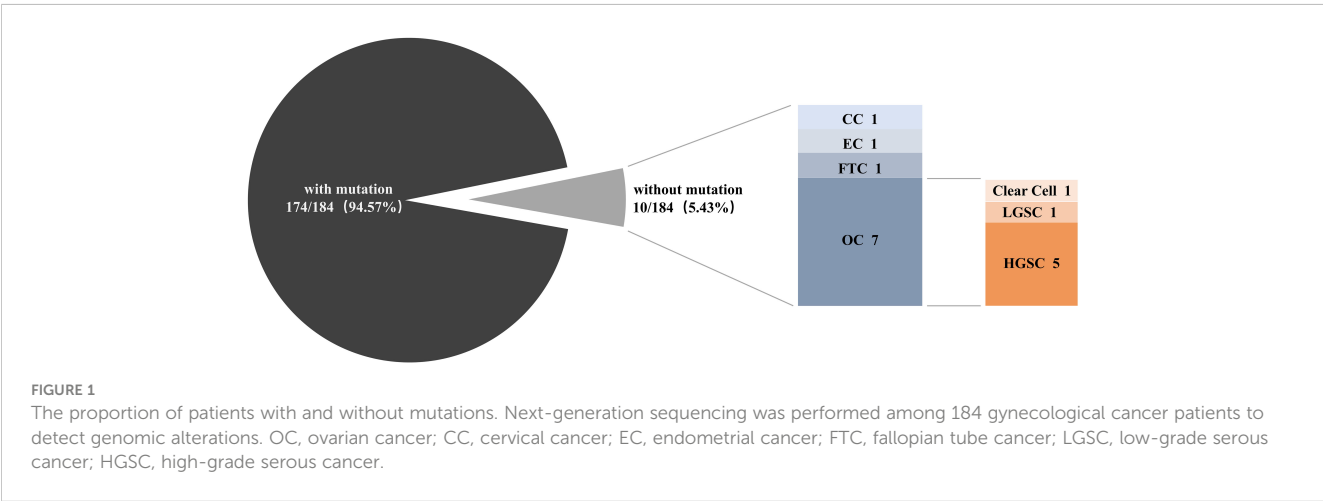 with mutation
174/184（94.57%）
without mutation
10/184（5.43%）
CC 1
EC 1
FTC 1
OC 7
Clear Cell 1
LGSC 1
HGSC 5
FIGURE 1
The proportion of patients with and without mutations. Next-generation sequencing was performed among 184 gynecological cancer patients to
detect genomic alterations. OC, ovarian cancer; CC, cervical cancer; EC, endometrial cancer; FTC, fallopian tube cancer; LGSC, low-grade serous
cancer; HGSC, high-grade serous cancer.